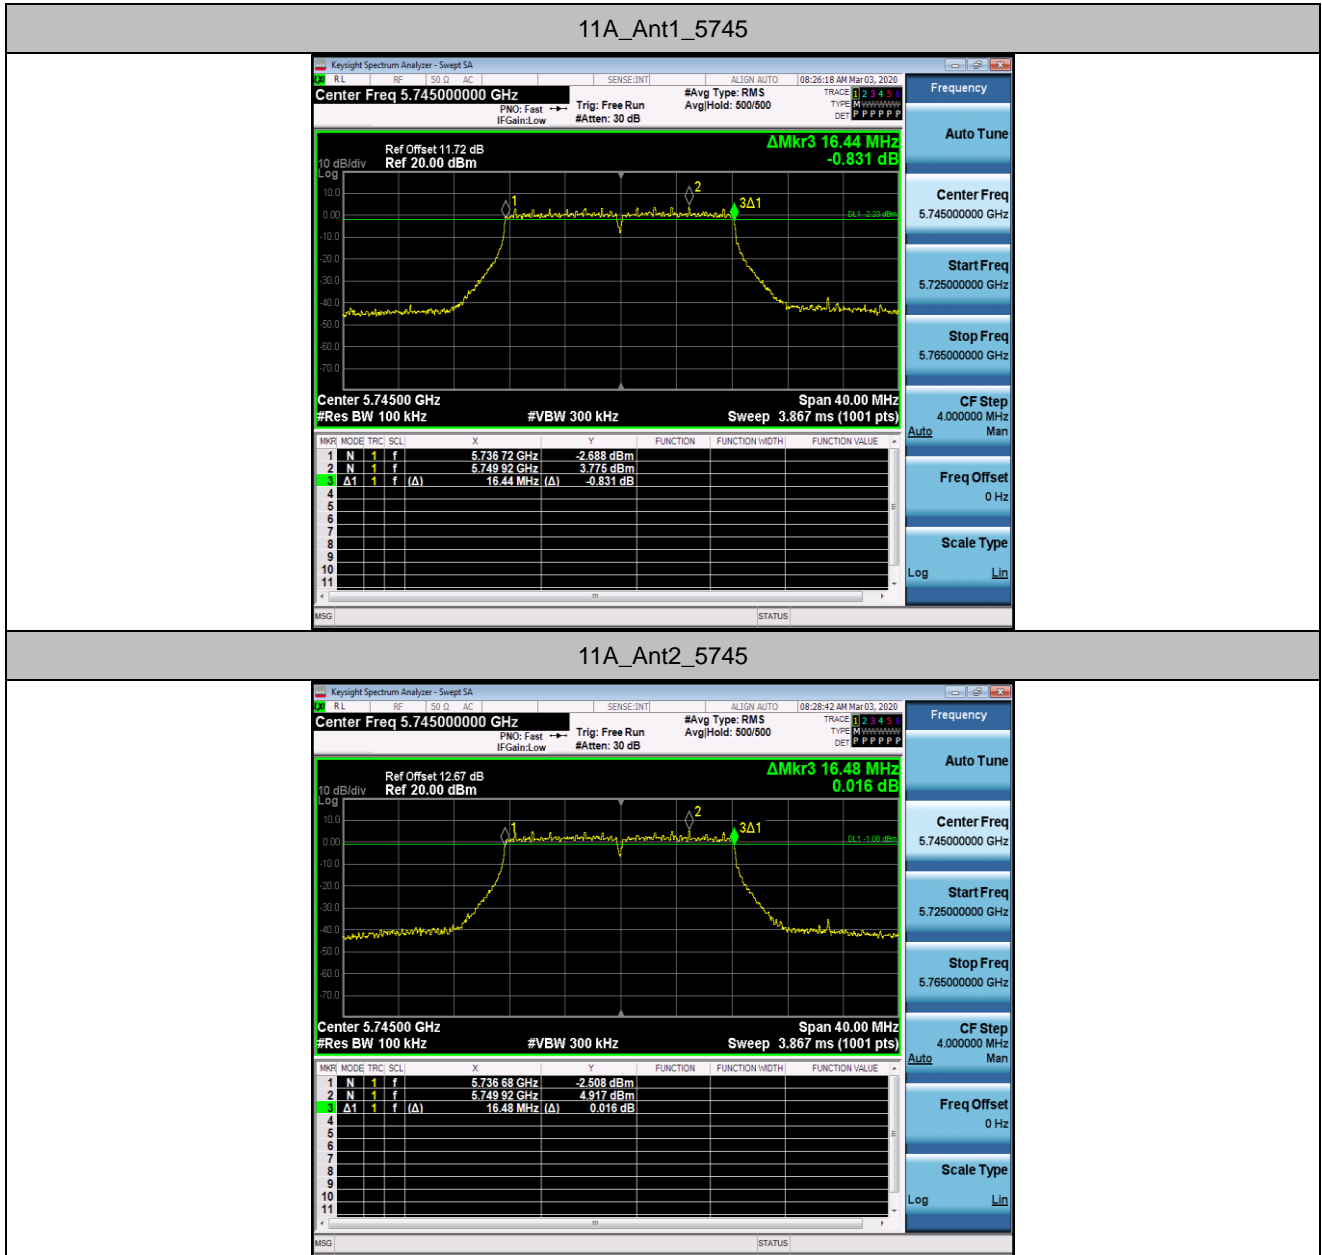 11A_Ant1_5745
Keysight Spectrum Analyzer - Swept SA
RL RF 50 Ω AC SENSE:INT ALIGN AUTO 08:26:18 AM Mar 03, 2020
Center Freq 5.745000000 GHz
PNO: Fast
IFGain:Low
Trig: Free Run
#Atten: 30 dB
#Avg Type: RMS
Avg|Hold: 500/500
TRACE 1 2 3 4 5 6
TYPE M WWWWW
DET P P P P P P
Frequency
Auto Tune
Center Freq
5.745000000 GHz
Start Freq
5.725000000 GHz
Stop Freq
5.765000000 GHz
CF Step
4.000000 MHz
Auto Man
Freq Offset
0 Hz
Scale Type
Log Lin
ΔMkr3 16.44 MHz
-0.831 dB
Ref Offset 11.72 dB
10 dB/div Ref 20.00 dBm
Log
10.0
0.00
-10.0
-20.0
-30.0
-40.0
-50.0
-60.0
-70.0
1
2
3Δ1
DL1 -2.23 dBm
Center 5.74500 GHz Span 40.00 MHz
#Res BW 100 kHz #VBW 300 kHz Sweep 3.867 ms (1001 pts)
MKR MODE TRC SCL X Y FUNCTION FUNCTION WIDTH FUNCTION VALUE
1 N 1 f 5.736 72 GHz -2.688 dBm
2 N 1 f 5.749 92 GHz 3.775 dBm
3 Δ1 1 f (Δ) 16.44 MHz (Δ) -0.831 dB
4
5
6
7
8
9
10
11
MSG STATUS
11A_Ant2_5745
Keysight Spectrum Analyzer - Swept SA
RL RF 50 Ω AC SENSE:INT ALIGN AUTO 08:28:42 AM Mar 03, 2020
Center Freq 5.745000000 GHz
PNO: Fast
IFGain:Low
Trig: Free Run
#Atten: 30 dB
#Avg Type: RMS
Avg|Hold: 500/500
TRACE 1 2 3 4 5 6
TYPE M WWWWW
DET P P P P P P
Frequency
Auto Tune
Center Freq
5.745000000 GHz
Start Freq
5.725000000 GHz
Stop Freq
5.765000000 GHz
CF Step
4.000000 MHz
Auto Man
Freq Offset
0 Hz
Scale Type
Log Lin
ΔMkr3 16.48 MHz
0.016 dB
Ref Offset 12.67 dB
10 dB/div Ref 20.00 dBm
Log
10.0
0.00
-10.0
-20.0
-30.0
-40.0
-50.0
-60.0
-70.0
1
2
3Δ1
DL1 -1.08 dBm
Center 5.74500 GHz Span 40.00 MHz
#Res BW 100 kHz #VBW 300 kHz Sweep 3.867 ms (1001 pts)
MKR MODE TRC SCL X Y FUNCTION FUNCTION WIDTH FUNCTION VALUE
1 N 1 f 5.736 68 GHz -2.508 dBm
2 N 1 f 5.749 92 GHz 4.917 dBm
3 Δ1 1 f (Δ) 16.48 MHz (Δ) 0.016 dB
4
5
6
7
8
9
10
11
MSG STATUS